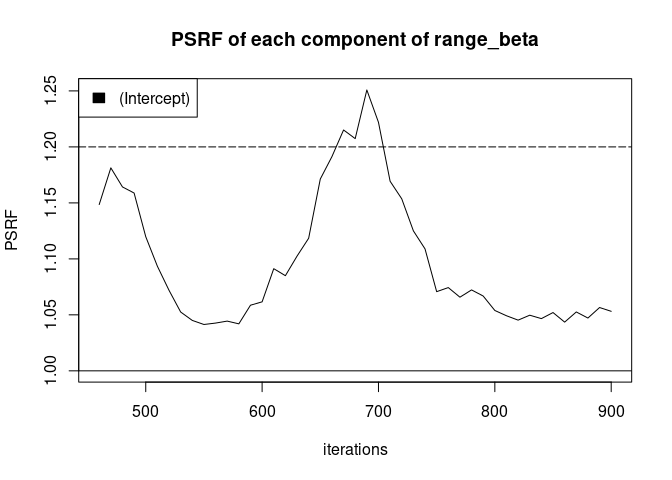 PSRF of each component of range_beta
(Intercept)
PSRF
1.25
1.20
1.15
1.10
1.05
1.00
500 600 700 800 900
iterations